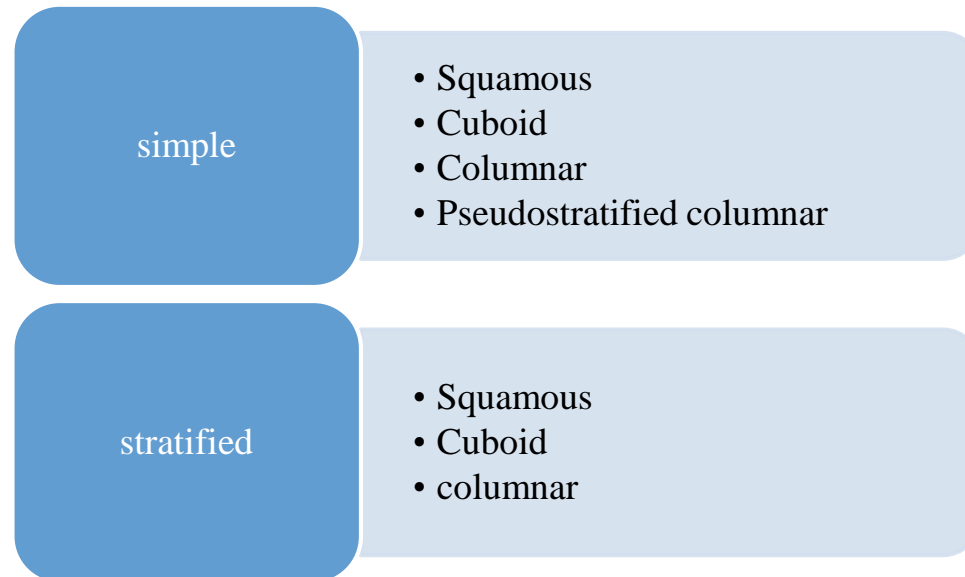 simple
• Squamous
• Cuboid
• Columnar
• Pseudostratified columnar
stratified
• Squamous
• Cuboid
• columnar